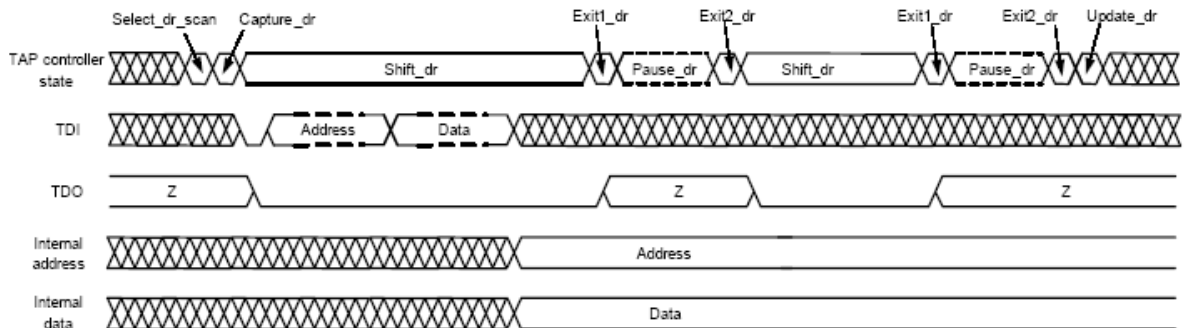 Select_dr_scan Capture_dr Exit1_dr Exit2_dr Exit1_dr Exit2_dr Update_dr
TAP controller
state
Shift_dr Pause_dr Shift_dr Pause_dr
TDI Address Data
TDO Z Z Z
Internal
address
Address
Internal
data
Data